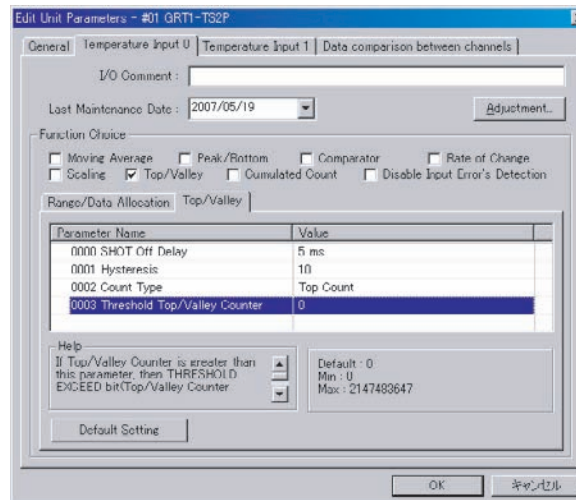 Edit Unit Parameters - #01 GRT1-TS2P
General Temperature Input 0 Temperature Input 1 Data comparison between channels
I/O Comment :
Last Maintenance Date : 2007/05/19 Adjustment...
Function Choice
Moving Average Peak/Bottom Comparator Rate of Change
Scaling Top/Valley Cumulated Count Disable Input Error's Detection
Range/Data Allocation Top/Valley
Parameter Name Value
0000 SHOT Off Delay 5 ms
0001 Hysteresis 10
0002 Count Type Top Count
0003 Threshold Top/Valley Counter 0
Help
If Top/Valley Counter is greater than
this parameter, then THRESHOLD
EXCEED bit(Top/Valley Counter
Default : 0
Min : 0
Max : 2147483647
Default Setting
OK キャンセル